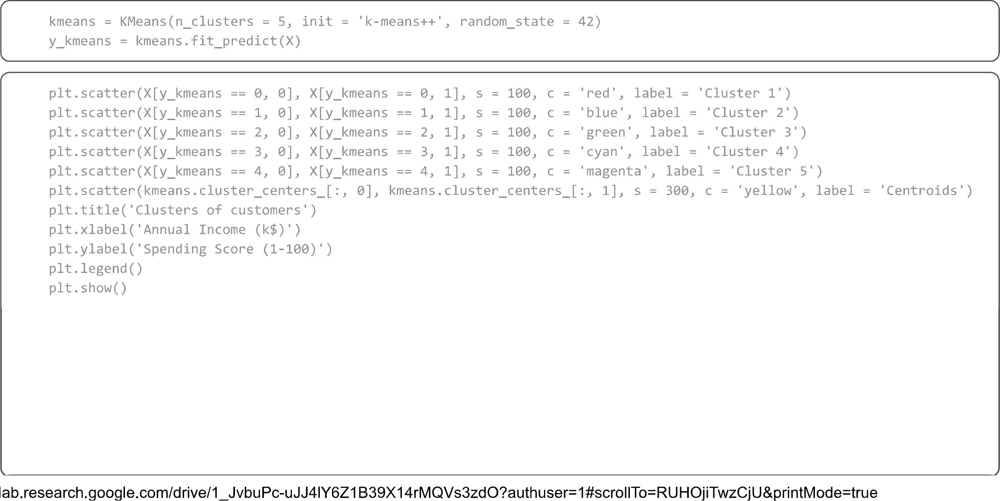 kmeans = KMeans(n_clusters = 5, init = 'k-means++', random_state = 42)
y_kmeans = kmeans.fit_predict(X)
plt.scatter(X[y_kmeans == 0, 0], X[y_kmeans == 0, 1], s = 100, c = 'red', label = 'Cluster 1')
plt.scatter(X[y_kmeans == 1, 0], X[y_kmeans == 1, 1], s = 100, c = 'blue', label = 'Cluster 2')
plt.scatter(X[y_kmeans == 2, 0], X[y_kmeans == 2, 1], s = 100, c = 'green', label = 'Cluster 3')
plt.scatter(X[y_kmeans == 3, 0], X[y_kmeans == 3, 1], s = 100, c = 'cyan', label = 'Cluster 4')
plt.scatter(X[y_kmeans == 4, 0], X[y_kmeans == 4, 1], s = 100, c = 'magenta', label = 'Cluster 5')
plt.scatter(kmeans.cluster_centers_[:, 0], kmeans.cluster_centers_[:, 1], s = 300, c = 'yellow', label = 'Centroids')
plt.title('Clusters of customers')
plt.xlabel('Annual Income (k$)')
plt.ylabel('Spending Score (1-100)')
plt.legend()
plt.show()
lab.research.google.com/drive/1_JvbuPc-uJJ4lY6Z1B39X14rMQVs3zdO?authuser=1#scrollTo=RUHOjiTwzCjU&printMode=true